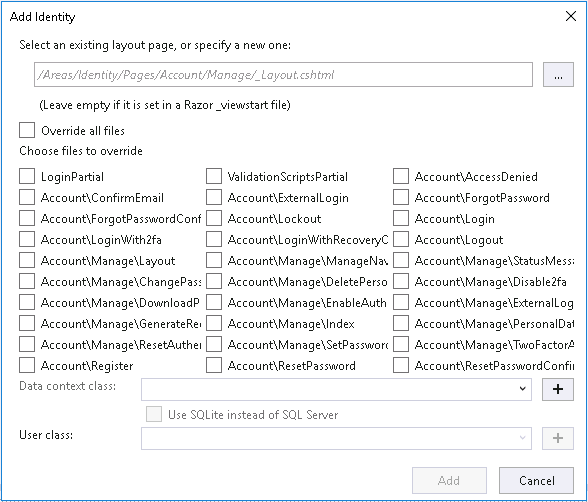 Add Identity
Select an existing layout page, or specify a new one:
/Areas/Identity/Pages/Account/Manage/_Layout.cshtml
...
(Leave empty if it is set in a Razor _viewstart file)
Override all files
Choose files to override
LoginPartial ValidationScriptsPartial Account\AccessDenied
Account\ConfirmEmail Account\ExternalLogin Account\ForgotPassword
Account\ForgotPasswordConf Account\Lockout Account\Login
Account\LoginWith2fa Account\LoginWithRecoveryC Account\Logout
Account\Manage\Layout Account\Manage\ManageNav Account\Manage\StatusMessa
Account\Manage\ChangePass Account\Manage\DeletePerso Account\Manage\Disable2fa
Account\Manage\DownloadP Account\Manage\EnableAuth Account\Manage\ExternalLog
Account\Manage\GenerateRec Account\Manage\Index Account\Manage\PersonalDat
Account\Manage\ResetAuthen Account\Manage\SetPassword Account\Manage\TwoFactorA
Account\Register Account\ResetPassword Account\ResetPasswordConfir
Data context class:
+
Use SQLite instead of SQL Server
User class:
+
Add Cancel